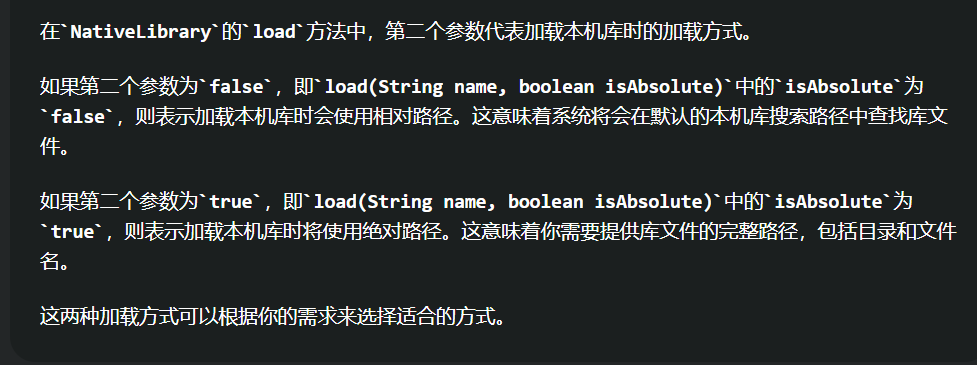 在`NativeLibrary`的`load`方法中，第二个参数代表加载本机库时的加载方式。
如果第二个参数为`false`，即`load(String name, boolean isAbsolute)`中的`isAbsolute`为
`false`，则表示加载本机库时会使用相对路径。这意味着系统将会在默认的本机库搜索路径中查找库文
件。
如果第二个参数为`true`，即`load(String name, boolean isAbsolute)`中的`isAbsolute`为
`true`，则表示加载本机库时将使用绝对路径。这意味着你需要提供库文件的完整路径，包括目录和文件
名。
这两种加载方式可以根据你的需求来选择适合的方式。